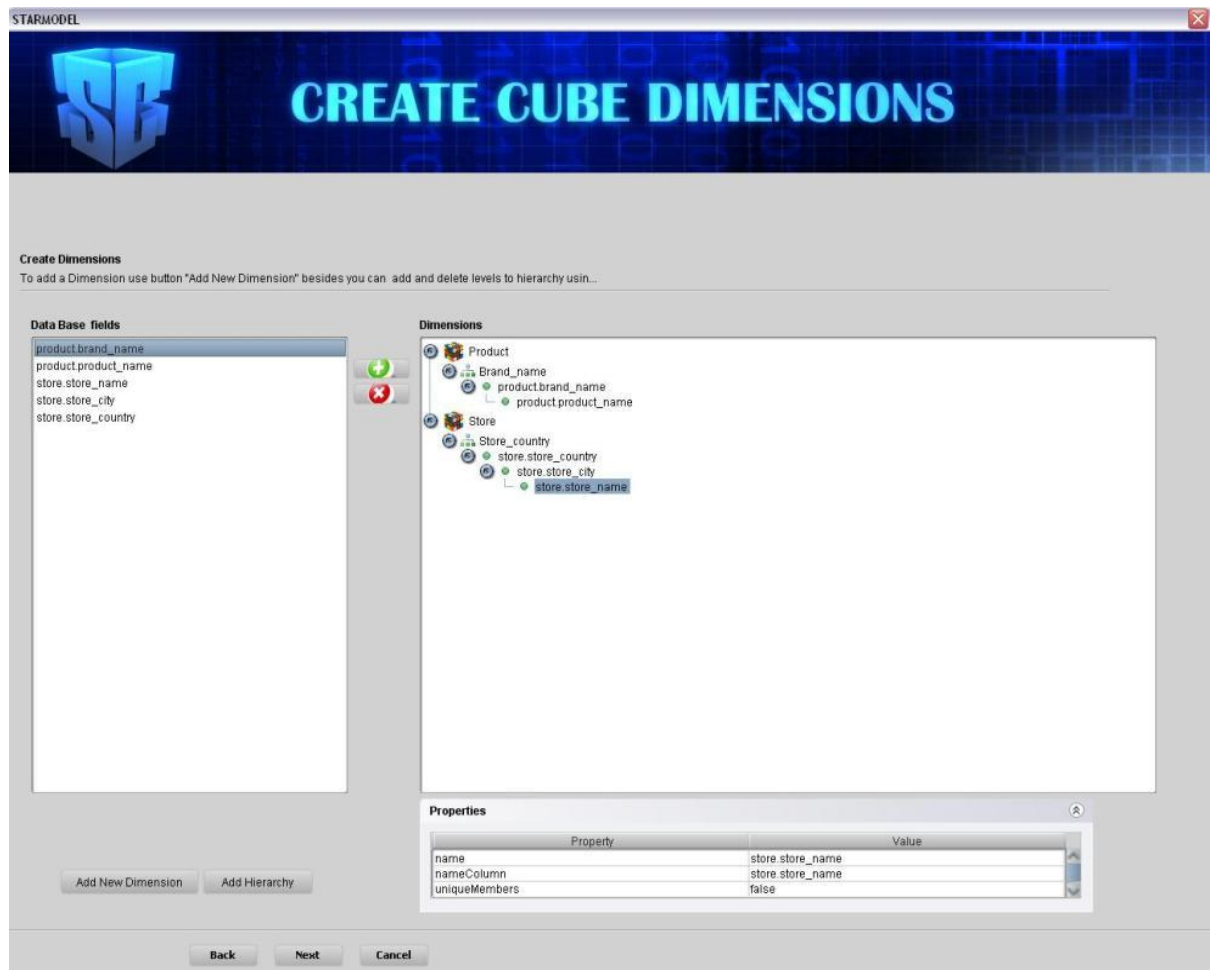 STARMODEL
CREATE CUBE DIMENSIONS
Create Dimensions
To add a Dimension use button "Add New Dimension" besides you can add and delete levels to hierarchy usin...
Data Base fields
product.brand_name
product.product_name
store.store_name
store.store_city
store.store_country
Dimensions
Product
Brand_name
product.brand_name
product.product_name
Store
Store_country
store.store_country
store.store_city
store.store_name
Properties
Property Value
name store.store_name
nameColumn store.store_name
uniqueMembers false
Add New Dimension Add Hierarchy
Back Next Cancel